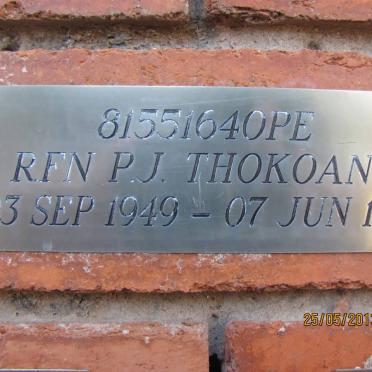 81551640PE
RFN P.J. THOKOAN
3 SEP 1949 – 07 JUN 1
25/05/201